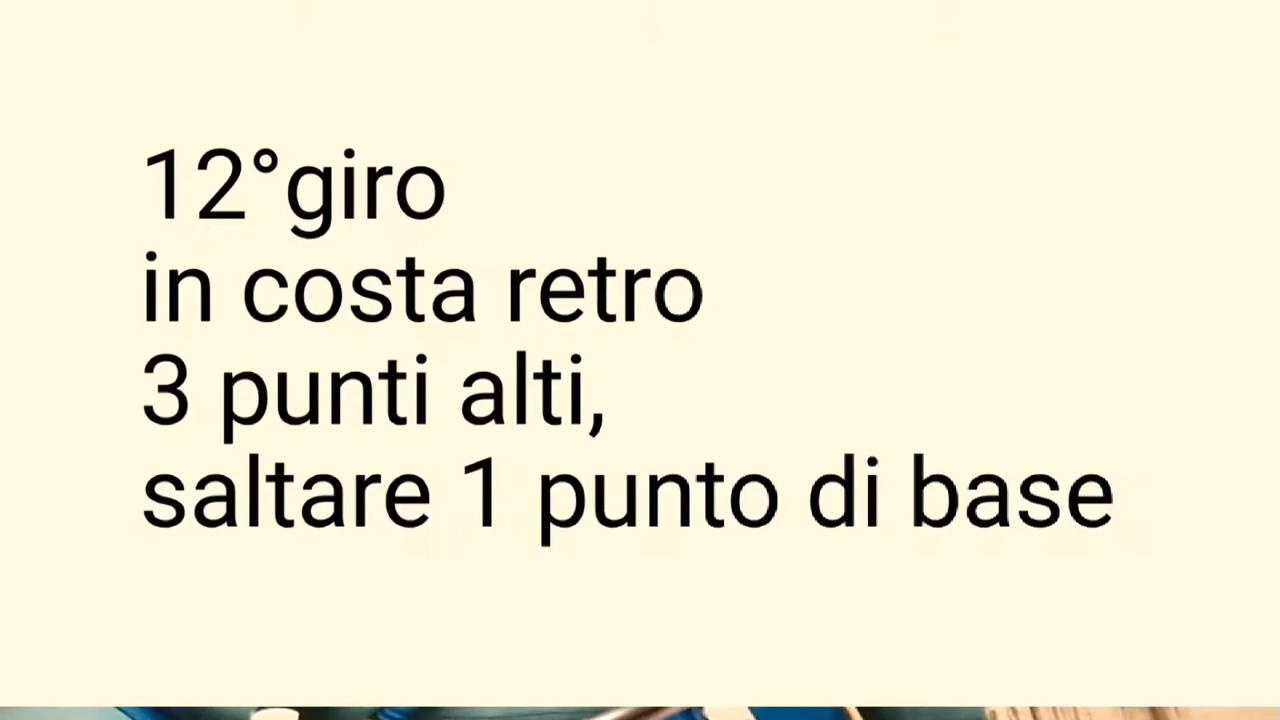 12°giro
in costa retro
3 punti alti,
saltare 1 punto di base